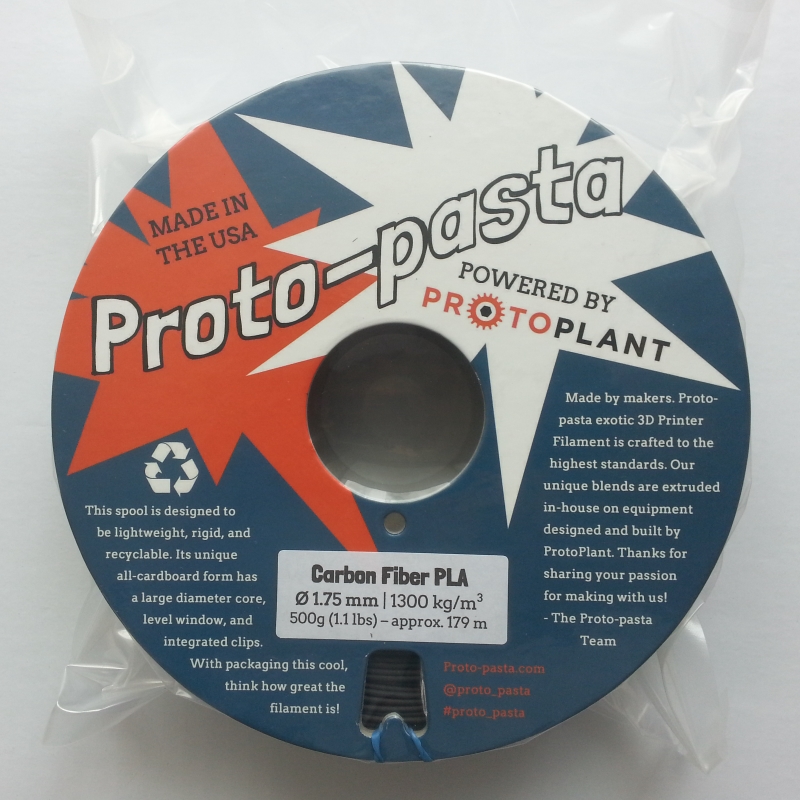 MADE IN
THE USA
Proto-pasta
POWERED BY
PROTOPLANT
Made by makers. Proto-
pasta exotic 3D Printer
Filament is crafted to the
highest standards. Our
unique blends are extruded
in-house on equipment
designed and built by
ProtoPlant. Thanks for
sharing your passion
for making with us!
- The Proto-pasta
Team
This spool is designed to
be lightweight, rigid, and
recyclable. Its unique
all-cardboard form has
a large diameter core,
level window, and
integrated clips.
With packaging this cool,
think how great the
filament is!
Carbon Fiber PLA
Ø 1.75 mm | 1300 kg/m³
500g (1.1 lbs) – approx. 179 m
Proto-pasta.com
@proto_pasta
#proto_pasta